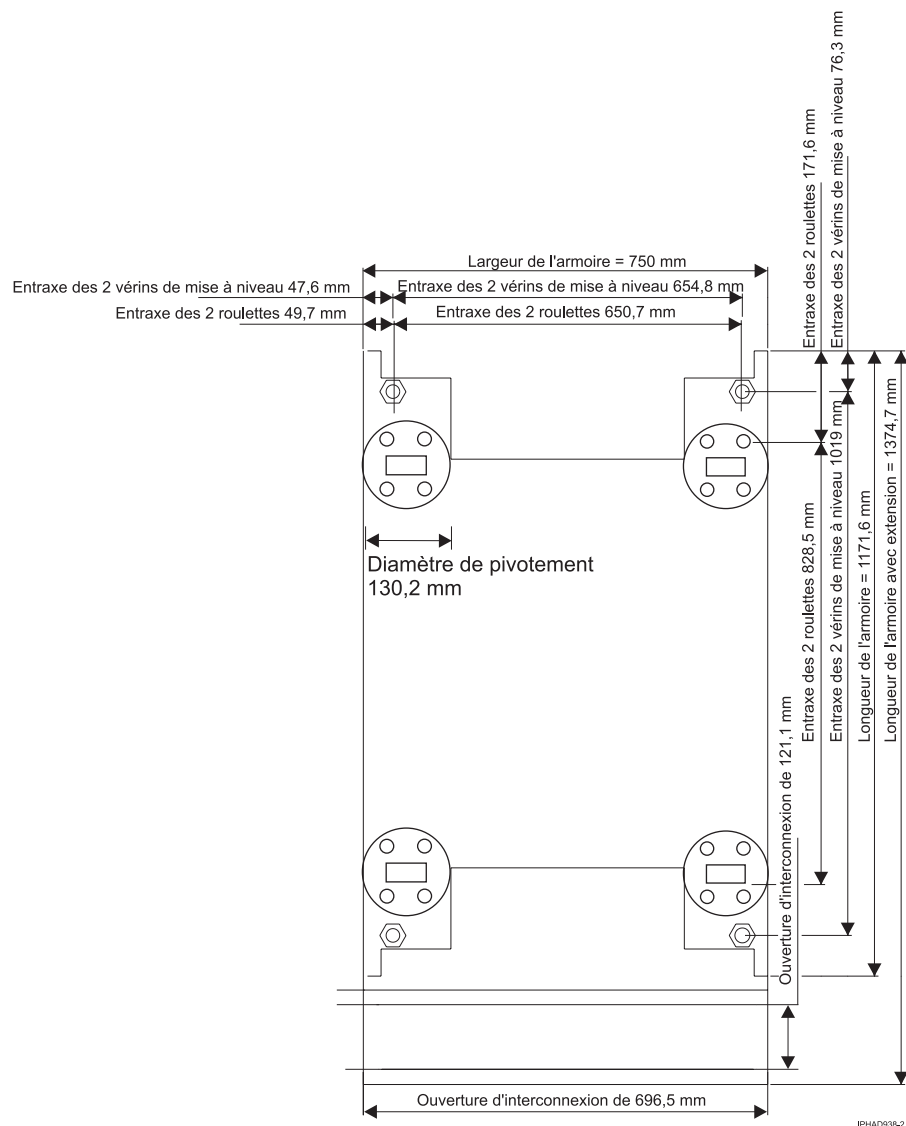 Largeur de l'armoire = 750 mm
Entraxe des 2 vérins de mise à niveau 47,6 mm
Entraxe des 2 vérins de mise à niveau 654,8 mm
Entraxe des 2 roulettes 49,7 mm
Entraxe des 2 roulettes 650,7 mm
Entraxe des 2 roulettes 171,6 mm
Entraxe des 2 vérins de mise à niveau 76,3 mm
Diamètre de pivotement
130,2 mm
Ouverture d'interconnexion de 121,1 mm
Entraxe des 2 roulettes 828,5 mm
Entraxe des 2 vérins de mise à niveau 1019 mm
Longueur de l'armoire = 1171,6 mm
Longueur de l'armoire avec extension = 1374,7 mm
Ouverture d'interconnexion de 696,5 mm
IPHAD938-2